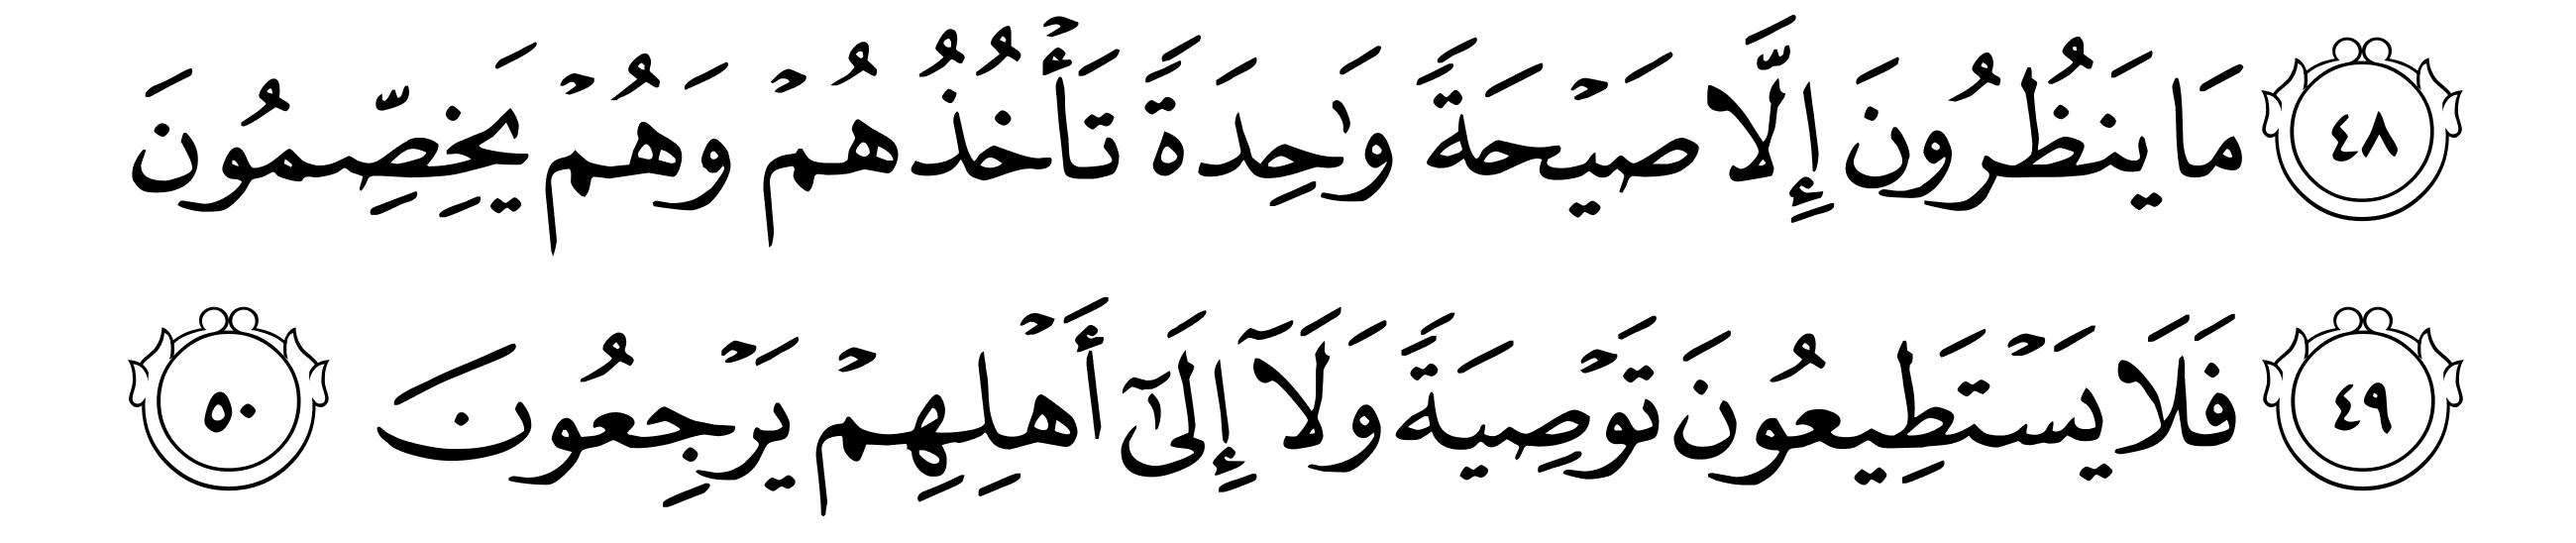 ٤٨ مَا يَنظُرُونَ إِلَّا صَيْحَةً وَٰحِدَةً تَأْخُذُهُمْ وَهُمْ يَخِصِّمُونَ
٤٩ فَلَا يَسْتَطِيعُونَ تَوْصِيَةً وَلَآ إِلَىٰٓ أَهْلِهِمْ يَرْجِعُونَ ٥٠